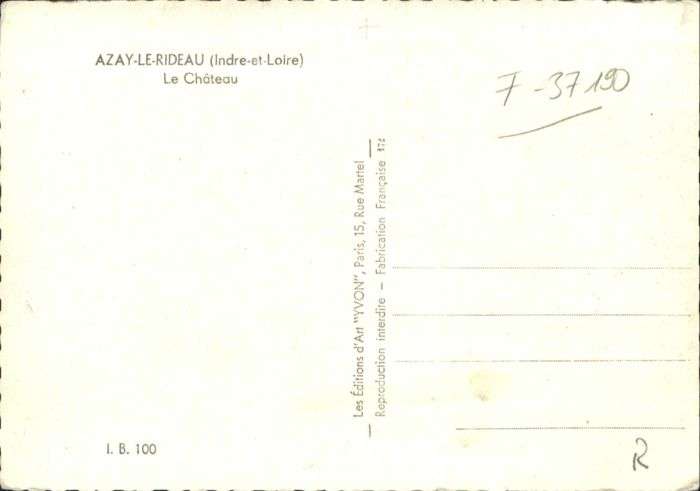 AZAY-LE-RIDEAU (Indre-et-Loire)
Le Château
F-37190
Les Éditions d'Art "YVON", Paris, 15, Rue Martel
Reproduction interdite — Fabrication Française
I. B. 100
R